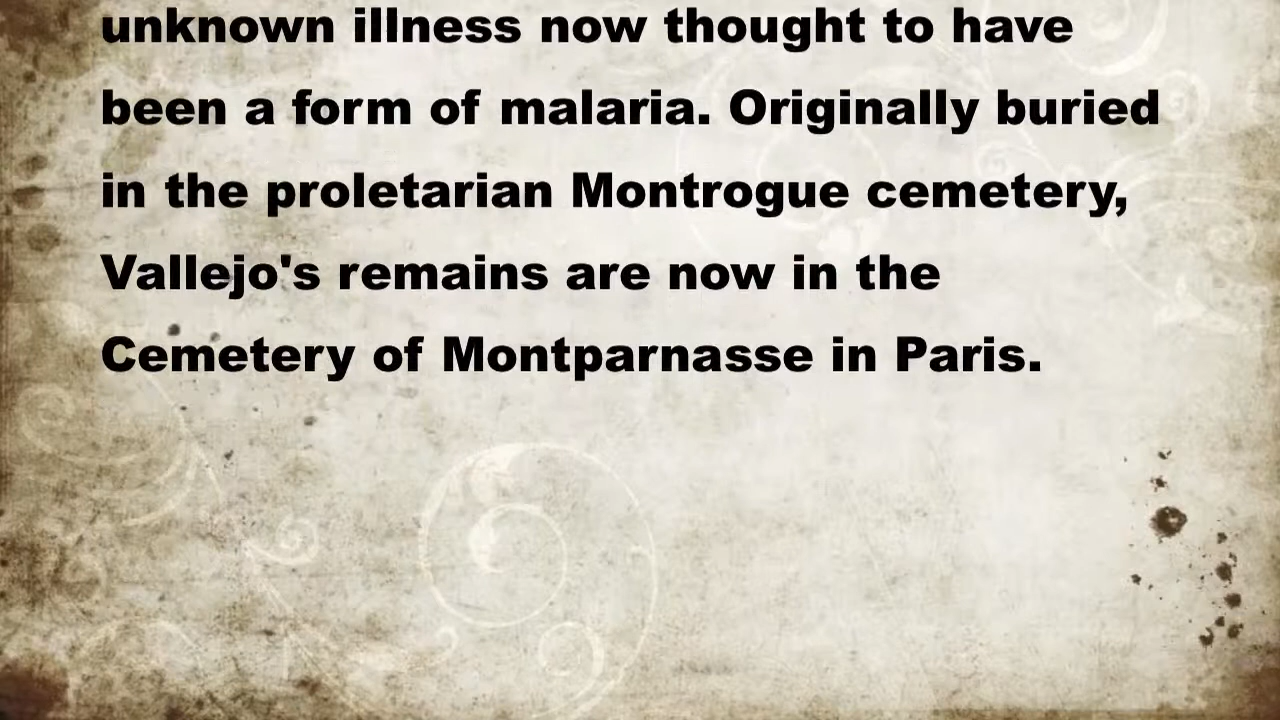 unknown illness now thought to have
been a form of malaria. Originally buried
in the proletarian Montrogue cemetery,
Vallejo's remains are now in the
Cemetery of Montparnasse in Paris.